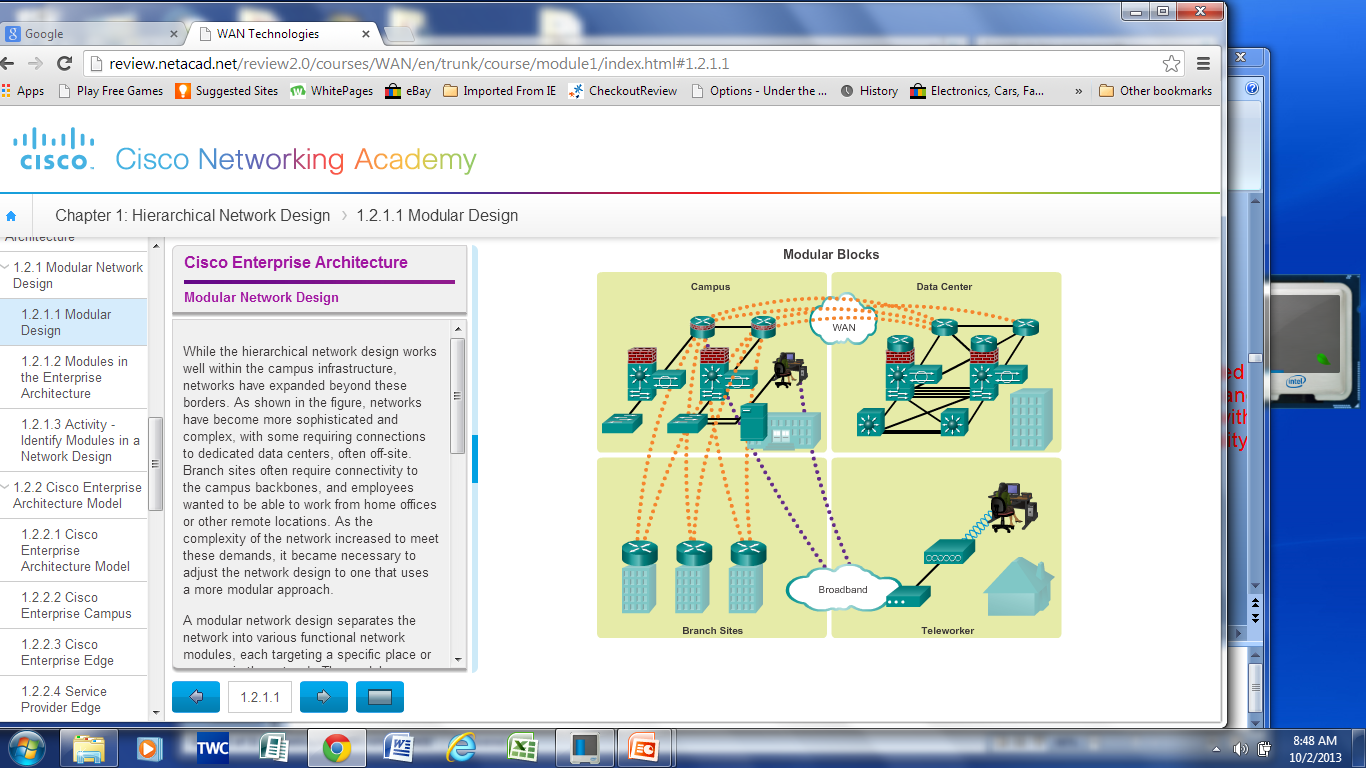 Google
WAN Technologies
review.netacad.net/review2.0/courses/WAN/en/trunk/course/module1/index.html#1.2.1.1
Apps Play Free Games Suggested Sites WhitePages eBay Imported From IE CheckoutReview Options - Under the ... History Electronics, Cars, Fa... » Other bookmarks
CISCO. Cisco Networking Academy
Chapter 1: Hierarchical Network Design › 1.2.1.1 Modular Design
Architecture
1.2.1 Modular Network
Design
1.2.1.1 Modular
Design
1.2.1.2 Modules in
the Enterprise
Architecture
1.2.1.3 Activity -
Identify Modules in a
Network Design
1.2.2 Cisco Enterprise
Architecture Model
1.2.2.1 Cisco
Enterprise
Architecture Model
1.2.2.2 Cisco
Enterprise Campus
1.2.2.3 Cisco
Enterprise Edge
1.2.2.4 Service
Provider Edge
Cisco Enterprise Architecture
Modular Network Design
While the hierarchical network design works
well within the campus infrastructure,
networks have expanded beyond these
borders. As shown in the figure, networks
have become more sophisticated and
complex, with some requiring connections
to dedicated data centers, often off-site.
Branch sites often require connectivity to
the campus backbones, and employees
wanted to be able to work from home offices
or other remote locations. As the
complexity of the network increased to meet
these demands, it became necessary to
adjust the network design to one that uses
a more modular approach.
A modular network design separates the
network into various functional network
modules, each targeting a specific place or
1.2.1.1
Modular Blocks
Campus
Data Center
WAN
Broadband
Branch Sites
Teleworker
intel
TWC
8:48 AM
10/2/2013